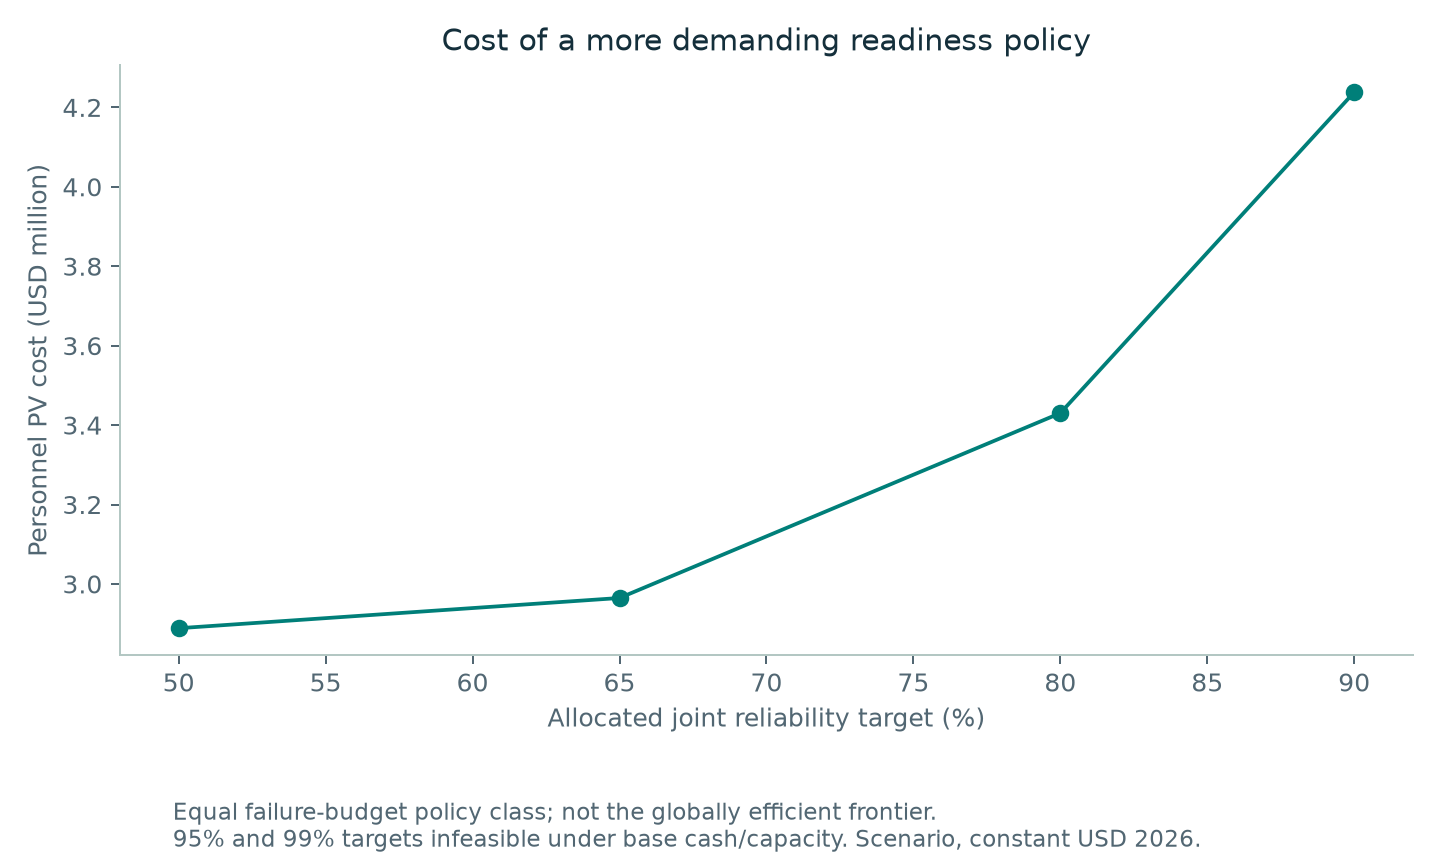 Cost of a more demanding readiness policy
Personnel PV cost (USD million)
4.2
4.0
3.8
3.6
3.4
3.2
3.0
50 55 60 65 70 75 80 85 90
Allocated joint reliability target (%)
Equal failure-budget policy class; not the globally efficient frontier.
95% and 99% targets infeasible under base cash/capacity. Scenario, constant USD 2026.